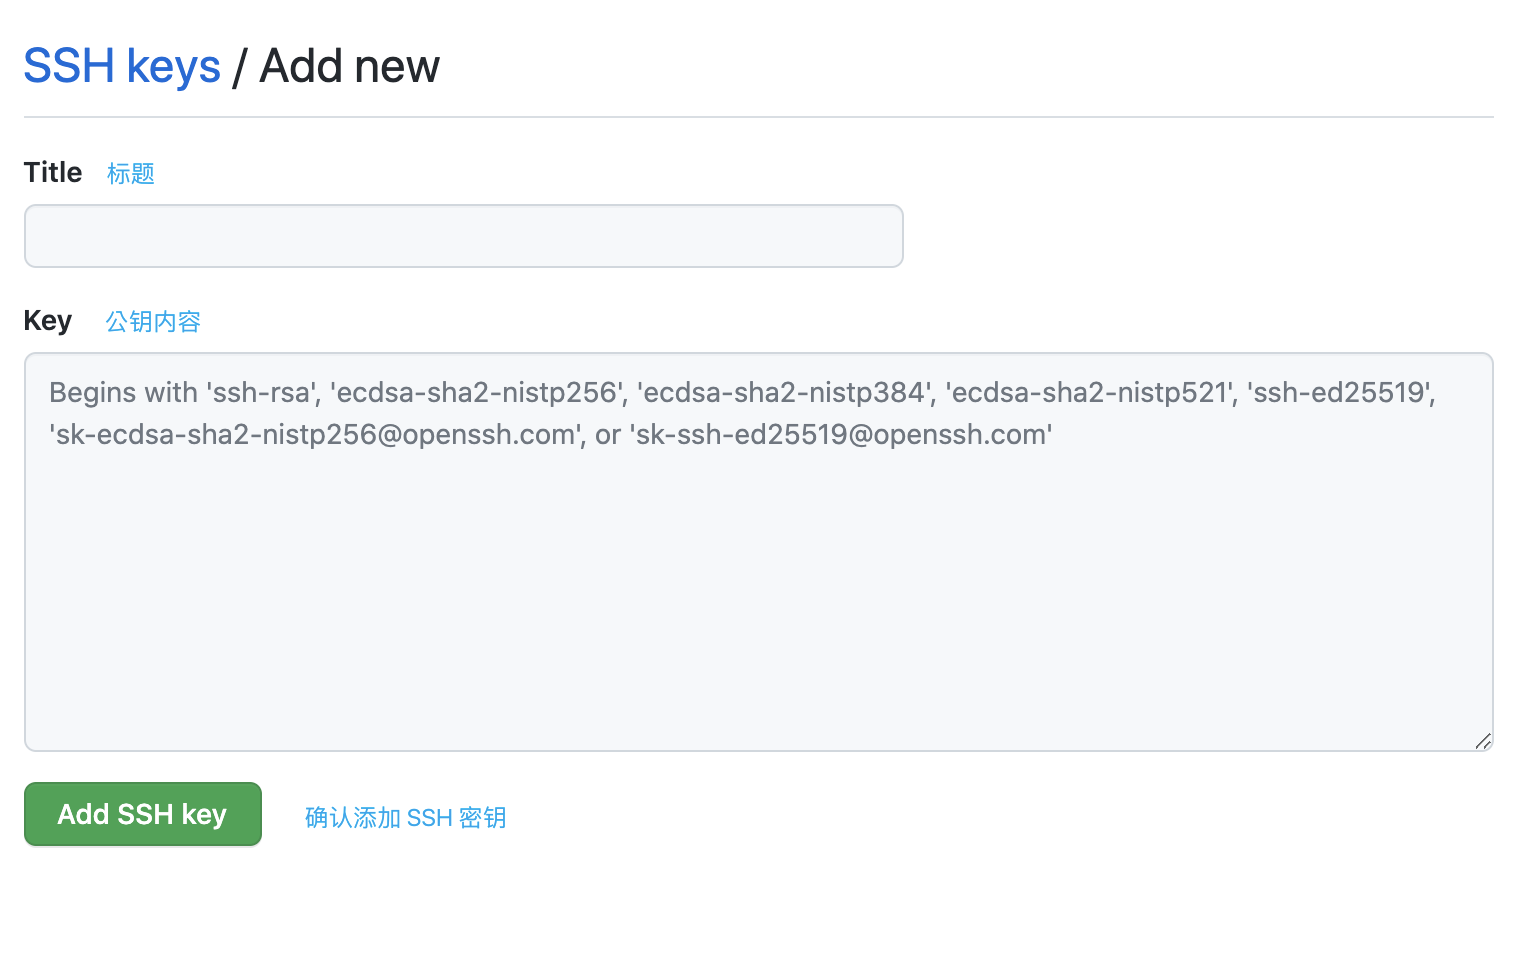 SSH keys / Add new
Title 标题
Key 公钥内容
Begins with 'ssh-rsa', 'ecdsa-sha2-nistp256', 'ecdsa-sha2-nistp384', 'ecdsa-sha2-nistp521', 'ssh-ed25519',
'sk-ecdsa-sha2-nistp256@openssh.com', or 'sk-ssh-ed25519@openssh.com'
Add SSH key 确认添加 SSH 密钥